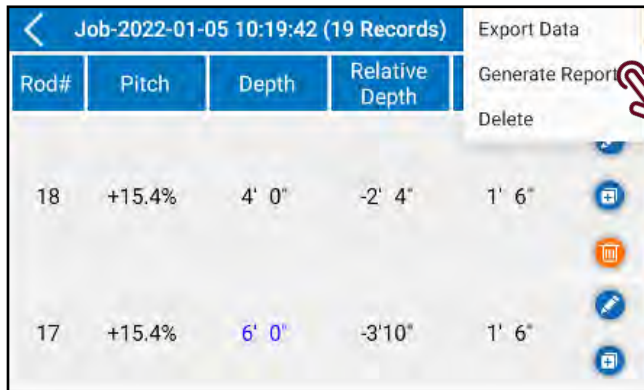 Job-2022-01-05 10:19:42 (19 Records)
Export Data
Generate Report
Delete
Rod# Pitch Depth Relative Depth
18 +15.4% 4' 0" -2' 4" 1' 6"
17 +15.4% 6' 0" -3'10" 1' 6"